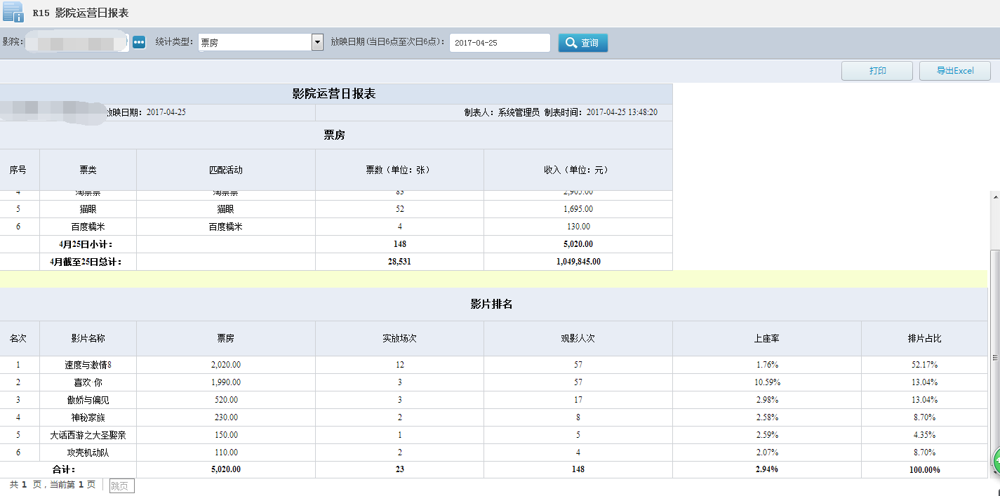 R15 影院运营日报表
影院: 统计类型: 票房 放映日期(当日6点至次日6点): 2017-04-25 查询
打印 导出Excel
影院运营日报表
放映日期: 2017-04-25 制表人: 系统管理员 制表时间: 2017-04-25 13:48:20
票房
序号 票类 匹配活动 票数（单位：张） 收入（单位：元）
4 淘票票 淘票票 85 2,905.00
5 猫眼 猫眼 52 1,695.00
6 百度糯米 百度糯米 4 130.00
4月25日小计： 148 5,020.00
4月截至25日总计： 28,531 1,049,845.00
影片排名
名次 影片名称 票房 实放场次 观影人次 上座率 排片占比
1 速度与激情8 2,020.00 12 57 1.76% 52.17%
2 喜欢·你 1,990.00 3 57 10.59% 13.04%
3 傲娇与偏见 520.00 3 17 2.98% 13.04%
4 神秘家族 230.00 2 8 2.58% 8.70%
5 大话西游之大圣娶亲 150.00 1 5 2.59% 4.35%
6 攻壳机动队 110.00 2 4 2.07% 8.70%
合计： 5,020.00 23 148 2.94% 100.00%
共 1 页，当前第 1 页 跳页